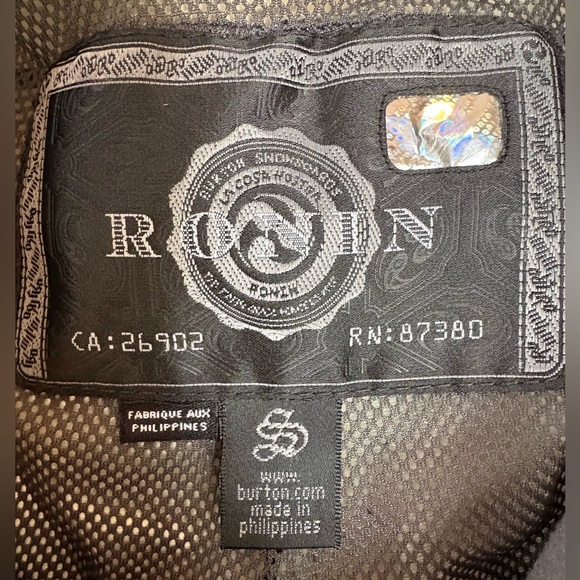 BURTON SNOWBOARDS
RONIN
RONIN
CA:26902
RN:87380
FABRIQUE AUX
PHILIPPINES
S
www.
burton.com
made in
philippines